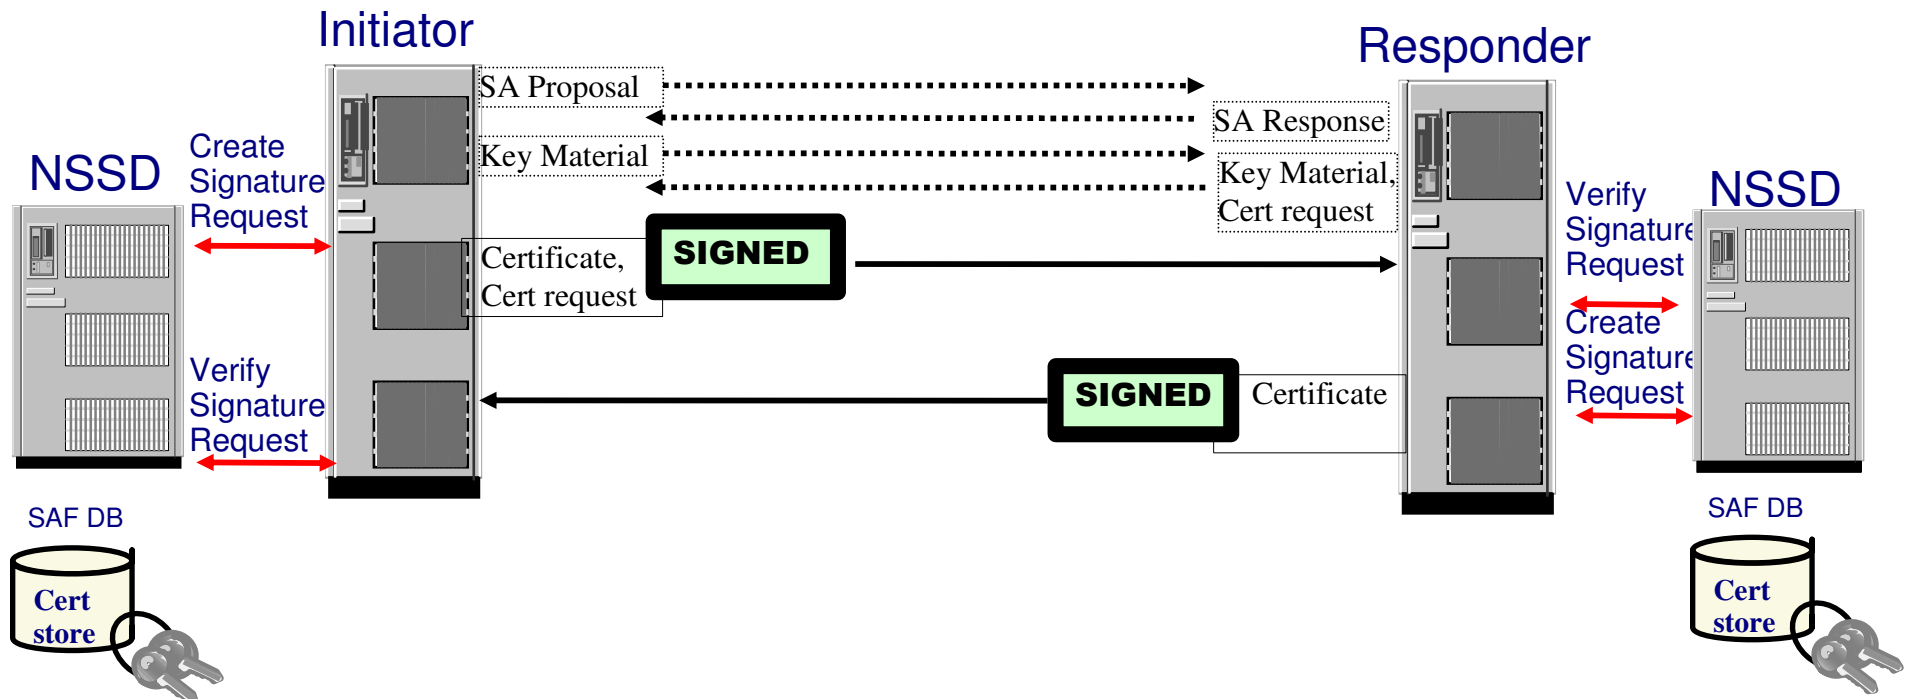 Initiator
Responder
SA Proposal
SA Response
Key Material
Key Material,
Cert request
NSSD
Create
Signature
Request
Certificate,
Cert request
SIGNED
Verify
Signature
Request
NSSD
Create
Signature
Request
Verify
Signature
Request
SIGNED
Certificate
SAF DB
Cert
store
SAF DB
Cert
store